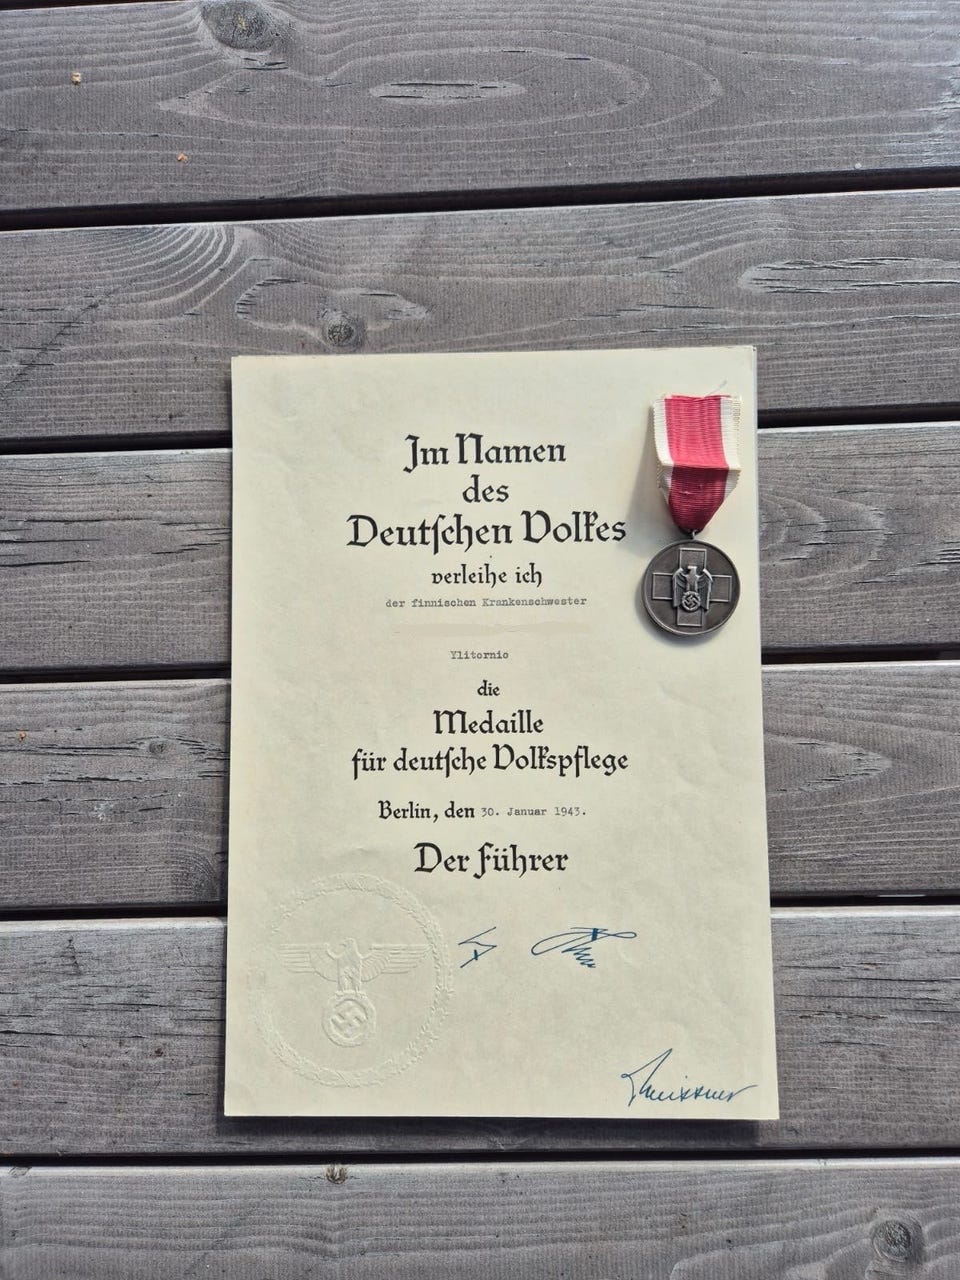 Im Namen
des
Deutſchen Volkes
verleihe ich
der finnischen Krankenschwester
Ylitornio
die
Medaille
für deutſche Volkspflege
Berlin, den 30. Januar 1943.
Der Führer